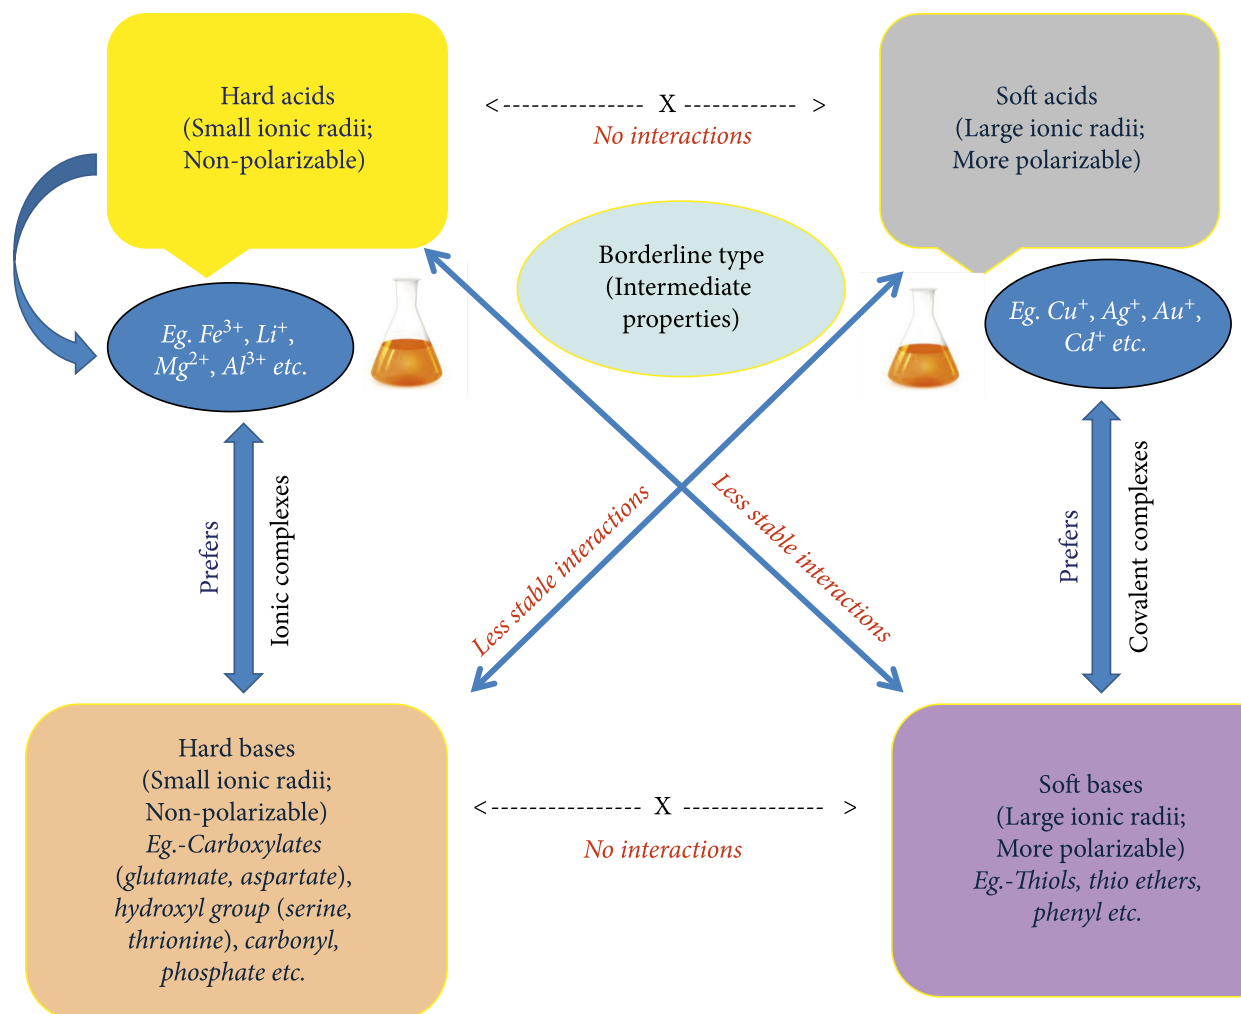 Hard acids
(Small ionic radii;
Non-polarizable)
< --------------- X ------------ >
No interactions
Soft acids
(Large ionic radii;
More polarizable)
Borderline type
(Intermediate
properties)
Eg. Fe³⁺, Li⁺,
Mg²⁺, Al³⁺ etc.
Eg. Cu⁺, Ag⁺, Au⁺,
Cd⁺ etc.
Prefers
Ionic complexes
Less stable interactions
Less stable interactions
Prefers
Covalent complexes
Hard bases
(Small ionic radii;
Non-polarizable)
Eg.-Carboxylates
(glutamate, aspartate),
hydroxyl group (serine,
thrionine), carbonyl,
phosphate etc.
< --------------- X --------------- >
No interactions
Soft bases
(Large ionic radii;
More polarizable)
Eg.-Thiols, thio ethers,
phenyl etc.